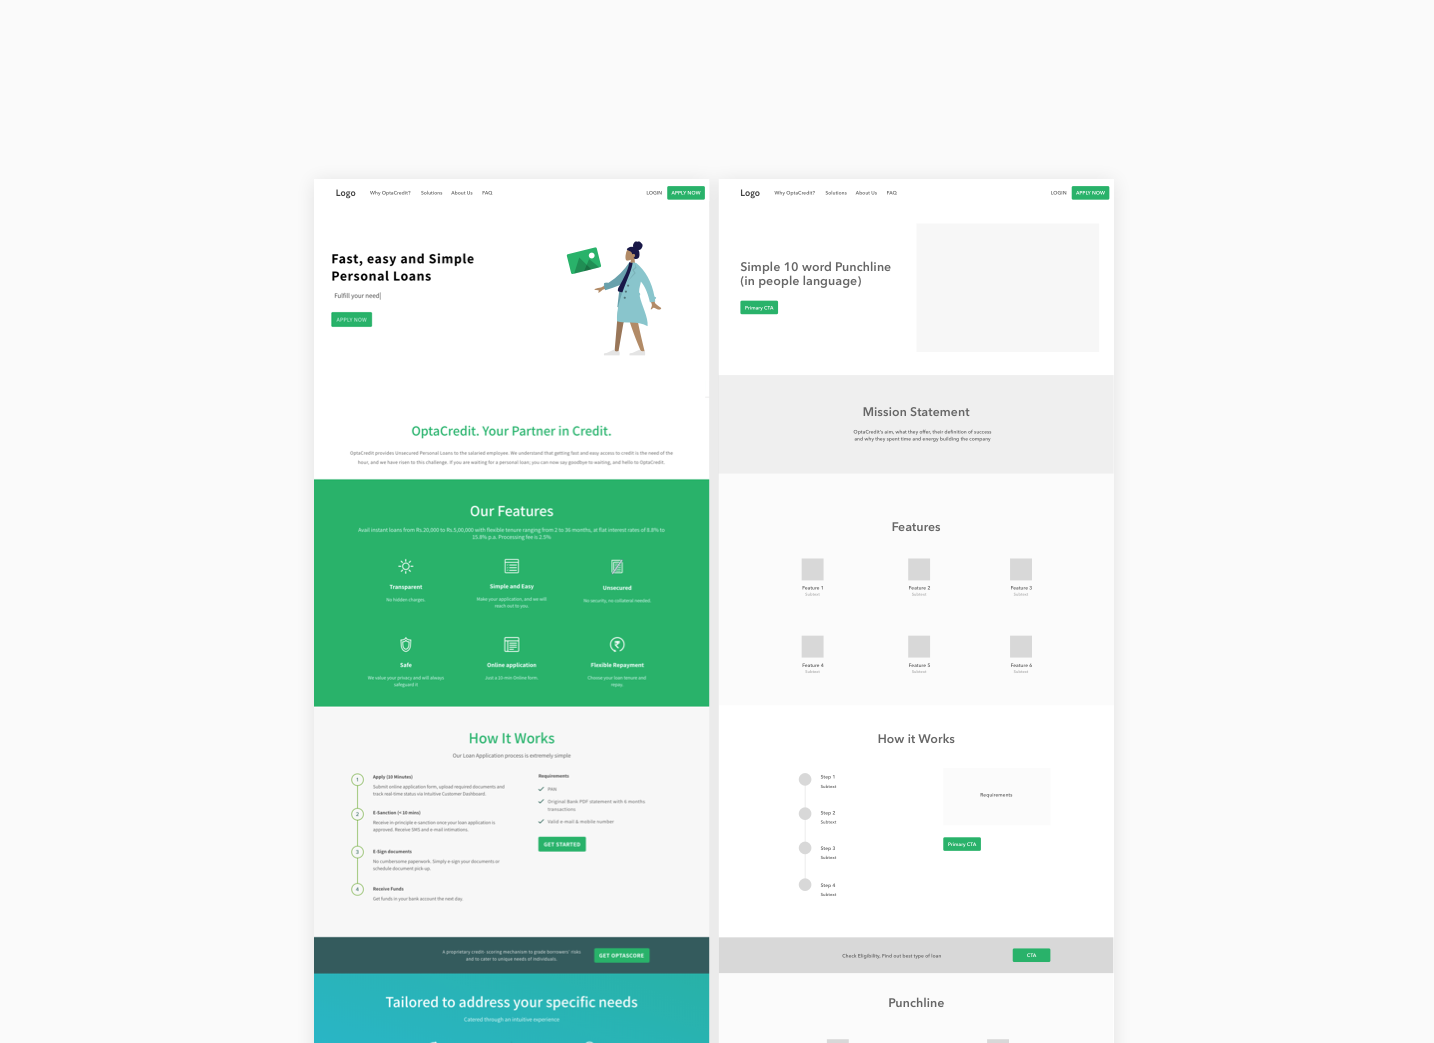 Logo
Why OptaCredit?
Solutions
About Us
FAQ
LOGIN
APPLY NOW
Fast, easy and Simple
Personal Loans
Fulfill your need|
APPLY NOW
OptaCredit. Your Partner in Credit.
OptaCredit provides Unsecured Personal Loans to the salaried employee. We understand that getting fast and easy access to credit is the need of the
hour, and we have risen to this challenge. If you are waiting for a personal loan, you can now say goodbye to waiting, and hello to OptaCredit.
Our Features
Avail instant loans from Rs.20,000 to Rs.5,00,000 with flexible tenure ranging from 2 to 36 months, at flat interest rates of 9.8% to
15.8% p.a. Processing fee is 2.5%
Transparent
No hidden charges.
Simple and Easy
Make your application, and we will
reach out to you.
Unsecured
No security, no collateral needed.
Safe
We value your privacy and will always
safeguard it
Online application
Just a 10-min Online form.
Flexible Repayment
Choose your loan tenure and
repay.
How It Works
Our Loan Application process is extremely simple
1
Apply (10 Minutes)
Submit online application form, upload required documents and
track real-time status via intuitive Customer Dashboard.
2
E-Sanction (< 10 mins)
Receive in principle e-sanction once your loan application is
approved. Receive SMS and e-mail intimations.
3
E-Sign documents
No cumbersome paperwork. Simply e-sign your documents or
schedule document pick-up.
4
Receive Funds
Get funds in your bank account the next day.
Requirements
PAN
Original Bank PDF statement with 6 months
transactions
Valid e-mail & mobile number
GET STARTED
A proprietary credit- scoring mechanism to grade borrowers' risks
and to cater to unique needs of individuals.
GET OPTASCORE
Tailored to address your specific needs
Catered through an intuitive experience
Logo
Why OptaCredit?
Solutions
About Us
FAQ
LOGIN
APPLY NOW
Simple 10 word Punchline
(in people language)
Primary CTA
Mission Statement
OptaCredit's aim, what they offer, their definition of success
and why they spent time and energy building the company
Features
Feature 1
Subtext
Feature 2
Subtext
Feature 3
Subtext
Feature 4
Subtext
Feature 5
Subtext
Feature 6
Subtext
How it Works
Step 1
Subtext
Step 2
Subtext
Step 3
Subtext
Step 4
Subtext
Requirements
Primary CTA
Check Eligibility. Find out best type of loan
CTA
Punchline